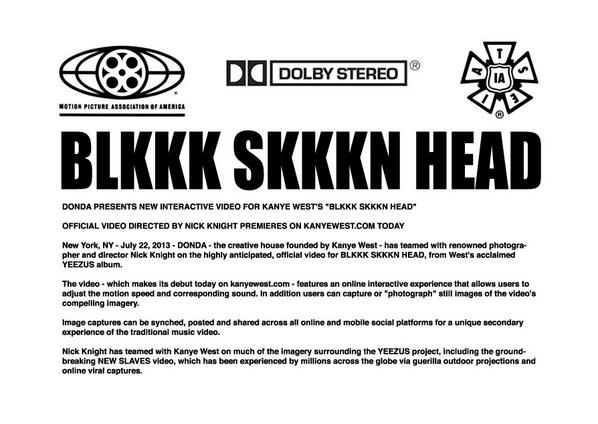 MOTION PICTURE ASSOCIATION OF AMERICA
®
DOLBY STEREO ®
I A T S E
IA
®
BLKKK SKKKN HEAD
DONDA PRESENTS NEW INTERACTIVE VIDEO FOR KANYE WEST'S "BLKKK SKKKN HEAD"
OFFICIAL VIDEO DIRECTED BY NICK KNIGHT PREMIERES ON KANYEWEST.COM TODAY
New York, NY - July 22, 2013 - DONDA - the creative house founded by Kanye West - has teamed with renowned photogra-
pher and director Nick Knight on the highly anticipated, official video for BLKKK SKKKN HEAD, from West's acclaimed
YEEZUS album.
The video - which makes its debut today on kanyewest.com - features an online interactive experience that allows users to
adjust the motion speed and corresponding sound. In addition users can capture or "photograph" still images of the video's
compelling imagery.
Image captures can be synched, posted and shared across all online and mobile social platforms for a unique secondary
experience of the traditional music video.
Nick Knight has teamed with Kanye West on much of the imagery surrounding the YEEZUS project, including the ground-
breaking NEW SLAVES video, which has been experienced by millions across the globe via guerilla outdoor projections and
online viral captures.